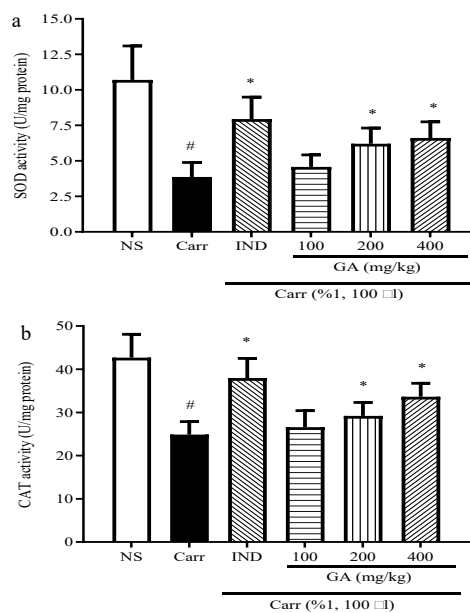 a
SOD activity (U/mg protein)
15.0
12.5
10.0
7.5
5.0
2.5
0.0
#
*
*
*
NS Carr IND 100 200 400
GA (mg/kg)
Carr (%1, 100 □l)
b
CAT activity (U/mg protein)
50
40
30
20
10
0
#
*
*
*
NS Carr IND 100 200 400
GA (mg/kg)
Carr (%1, 100 □l)